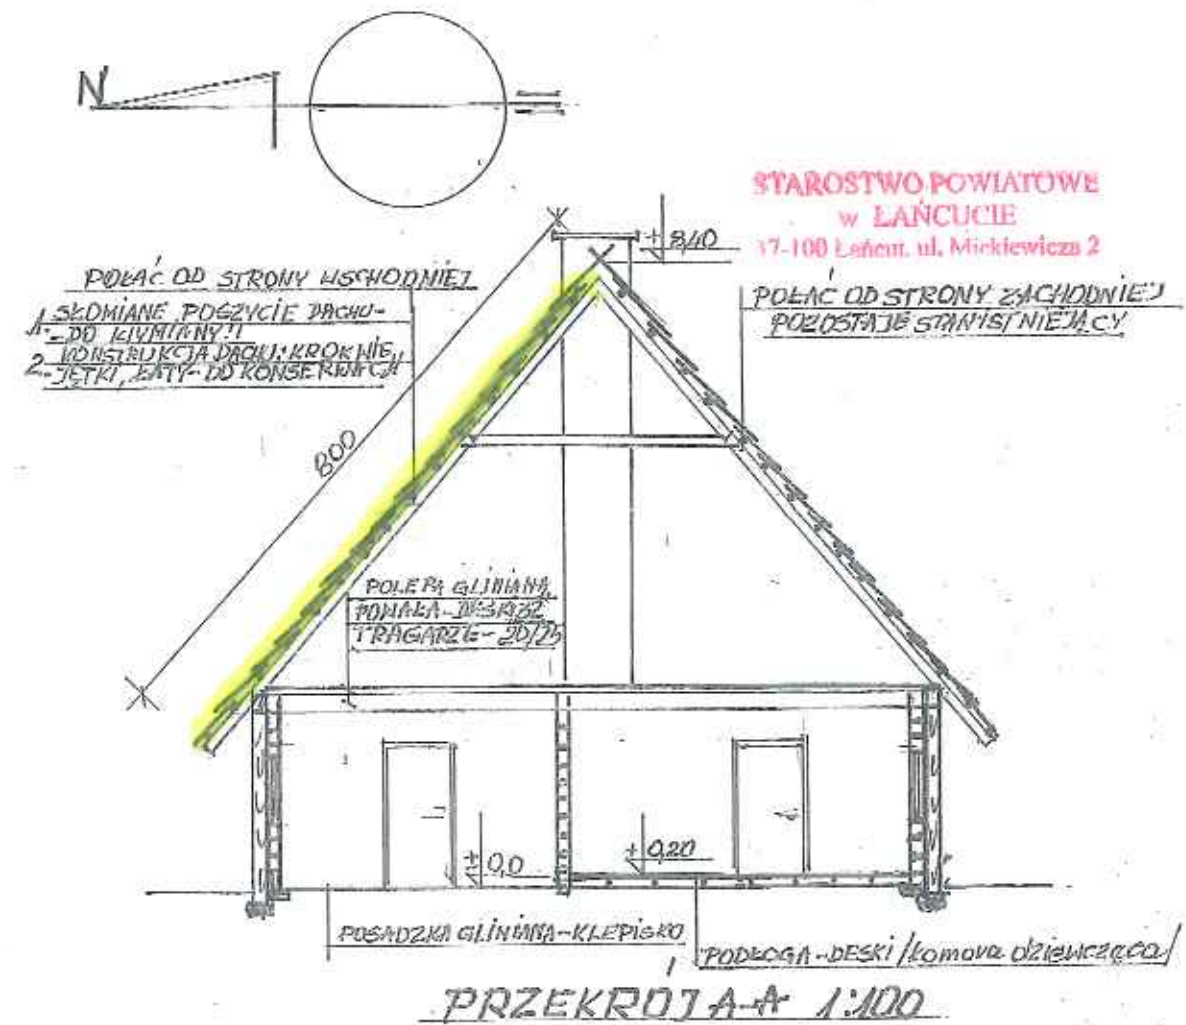 N
STAROSTWO POWIATOWE
w ŁAŃCUCIE
37-100 Łańcut, ul. Mickiewicza 2
+ 8,40
POŁAĆ OD STRONY WSCHODNIEJ
1. SŁOMIANE POSZYCIE DACHU-
- DO WYMIANY!!
2. KONSTRUKCJA DACHU: KROKWIE,
- JĘTKI, ŁATY- DO KONSERWACJI
POŁAĆ OD STRONY ZACHODNIEJ
POZOSTAJE STAN ISTNIEJĄCY
800
POLEPA GLINIANA
POWAŁA-DESKI
TRAGARZE- 20/25
± 0,0
+ 0,20
POSADZKA GLINIANA-KLEPISKO
PODŁOGA-DESKI /komora dziewczęca/
PRZEKRÓJ A-A 1:100